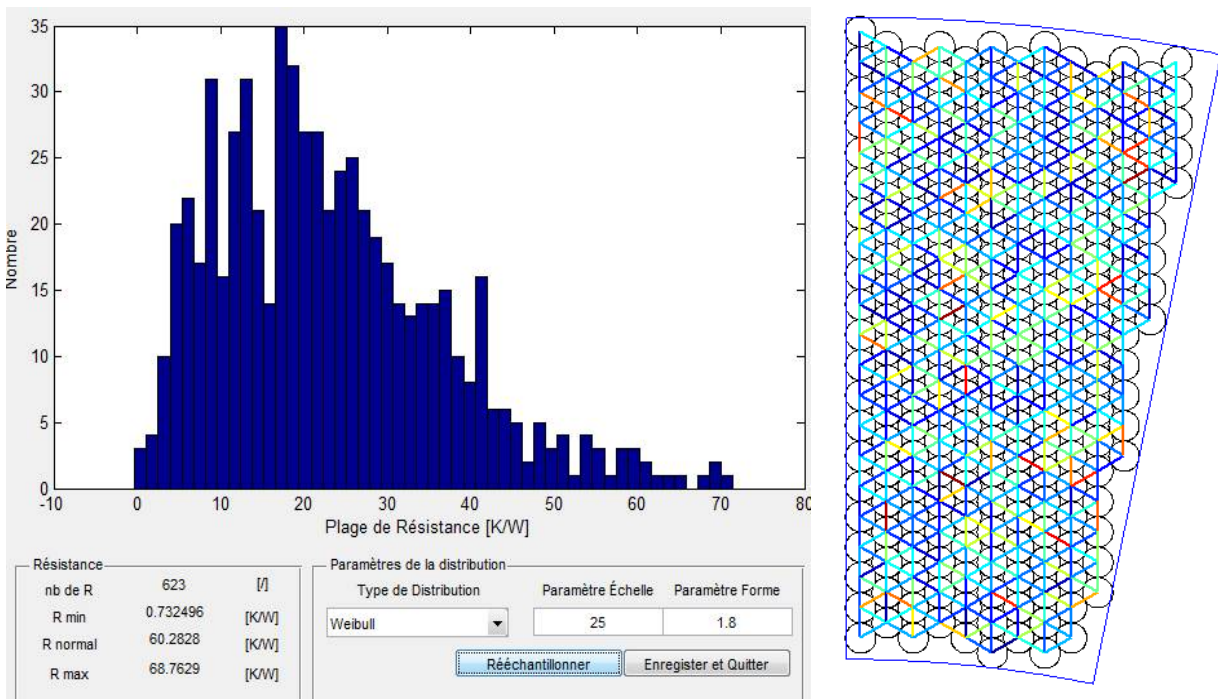 35
30
25
20
15
10
5
0
Nombre
-10 0 10 20 30 40 50 60 70 80
Plage de Résistance [K/W]
Résistance
nb de R 623 [/]
R min 0.732496 [K/W]
R normal 60.2828 [K/W]
R max 68.7629 [K/W]
Paramètres de la distribution
Type de Distribution Paramètre Échelle Paramètre Forme
Weibull 25 1.8
Rééchantillonner Enregister et Quitter